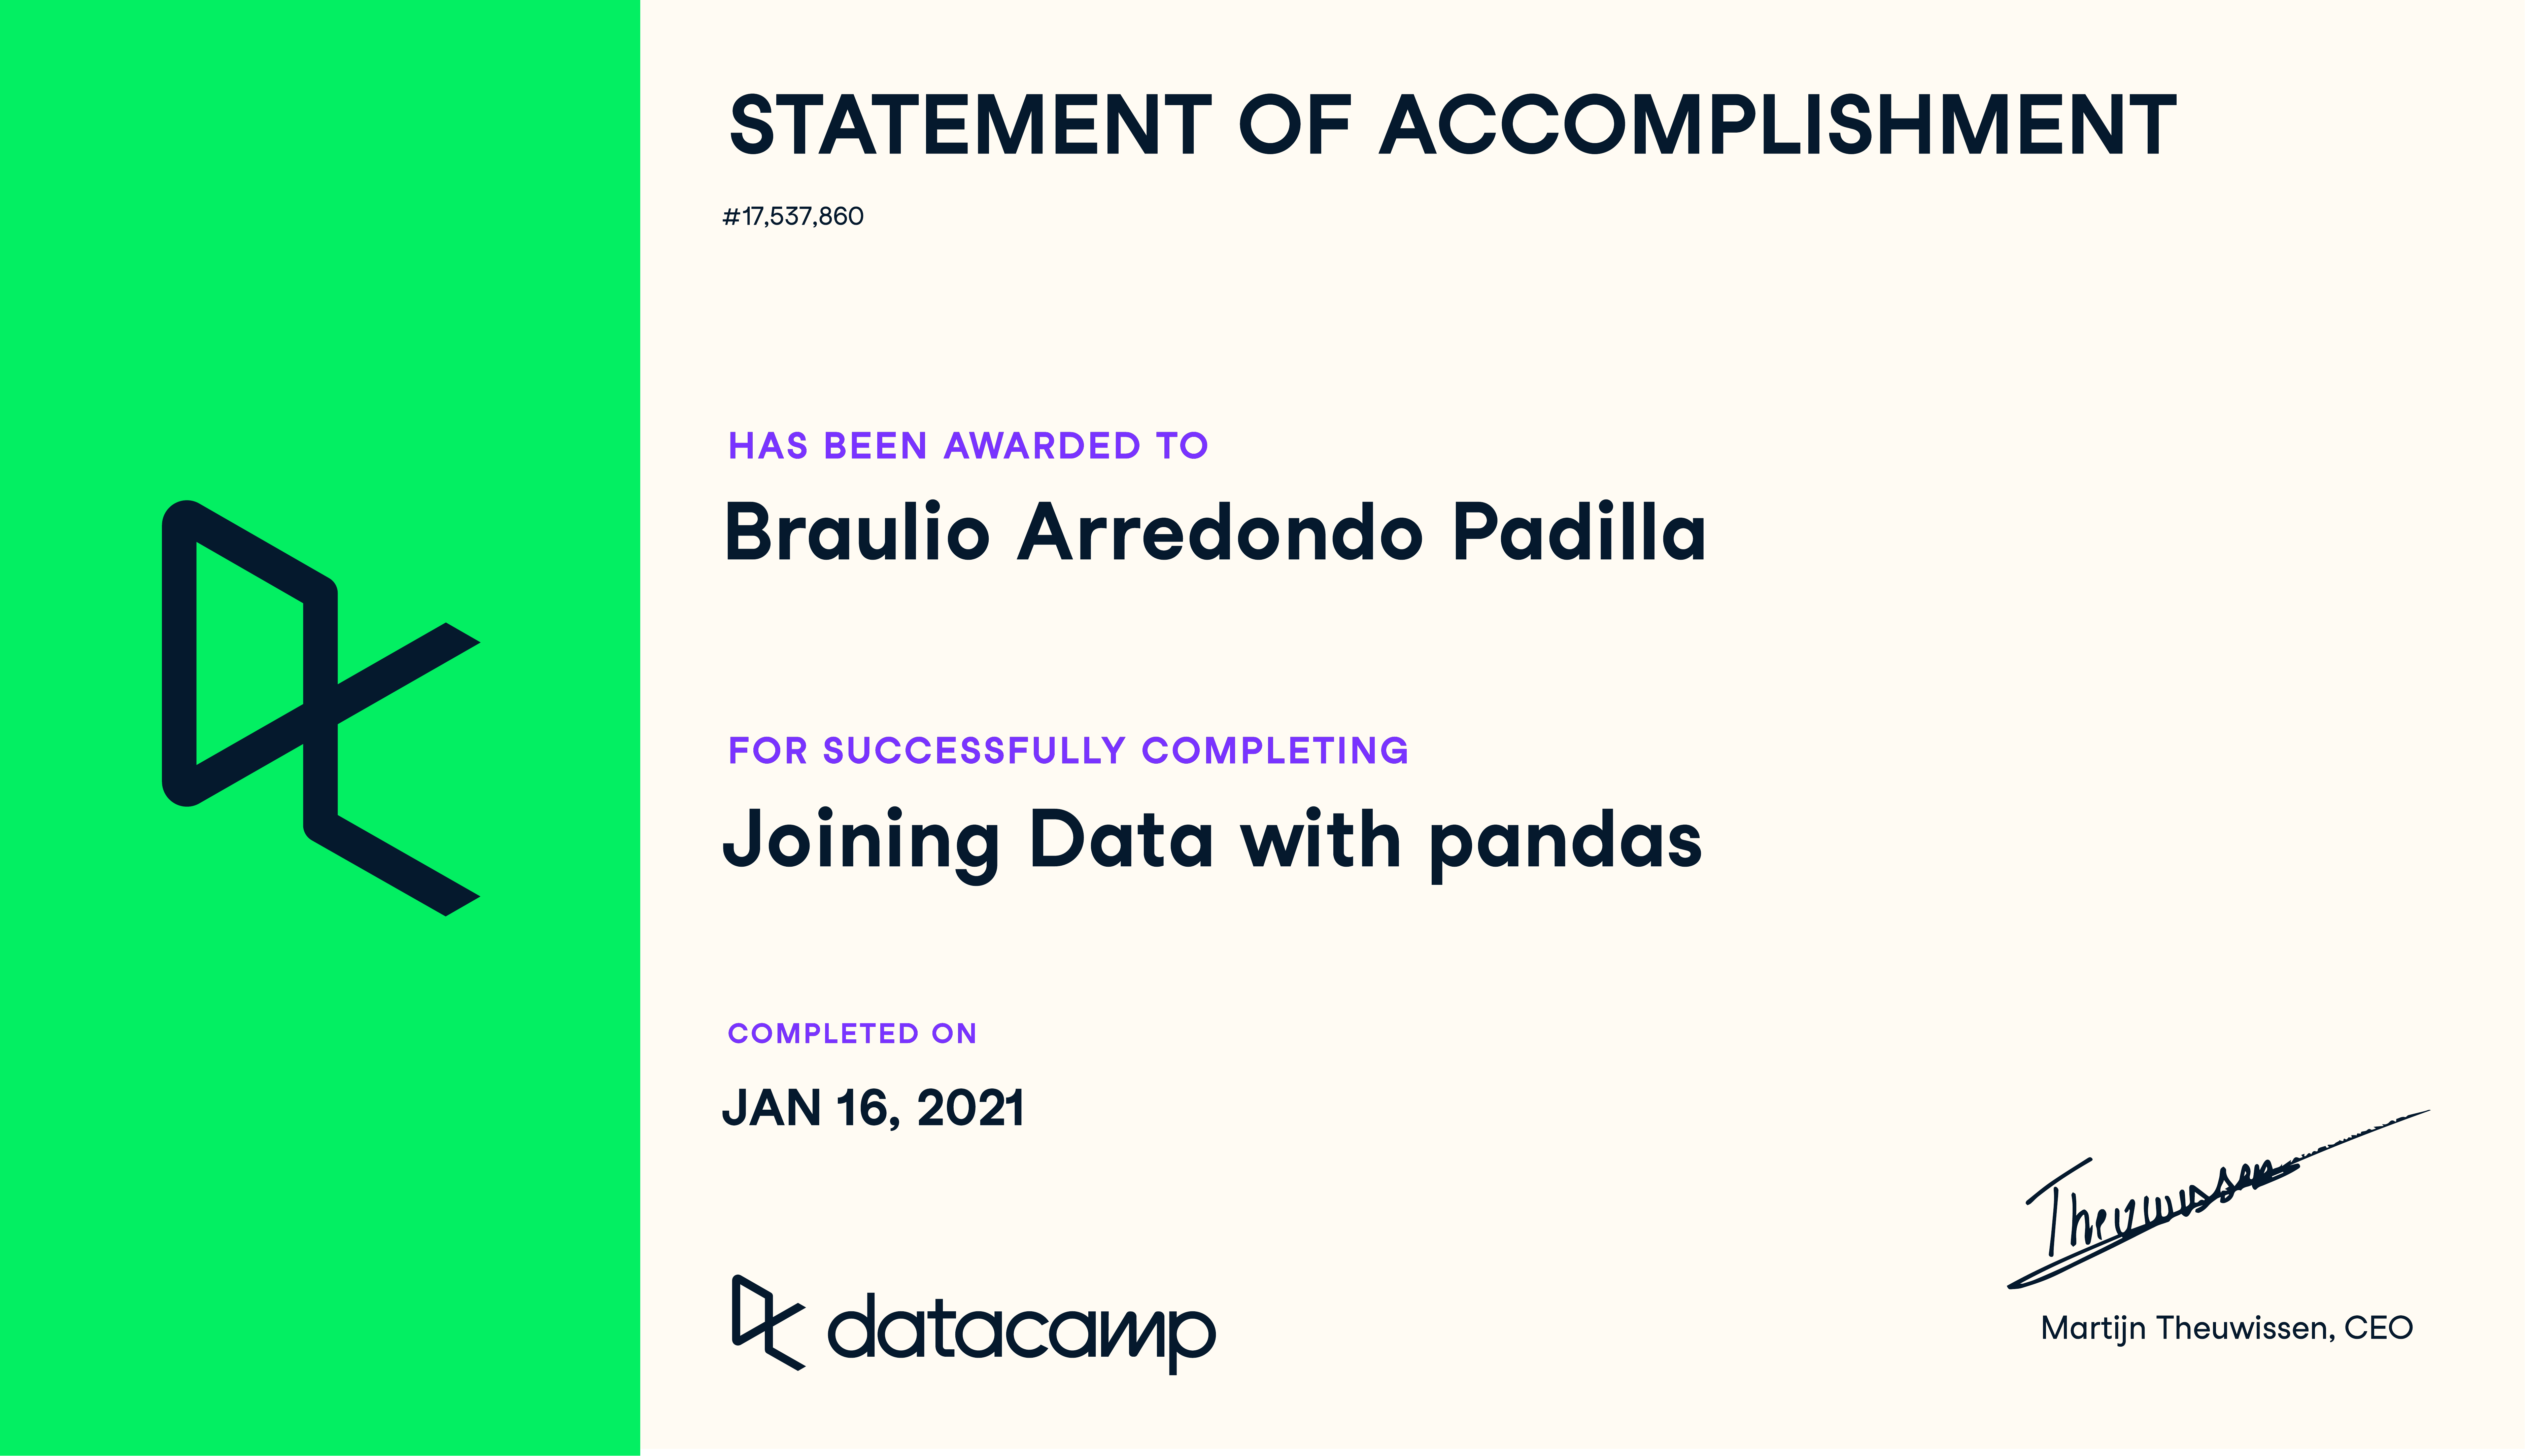 STATEMENT OF ACCOMPLISHMENT
#17,537,860
HAS BEEN AWARDED TO
Braulio Arredondo Padilla
FOR SUCCESSFULLY COMPLETING
Joining Data with pandas
COMPLETED ON
JAN 16, 2021
Theuwissen
datacamp
Martijn Theuwissen, CEO